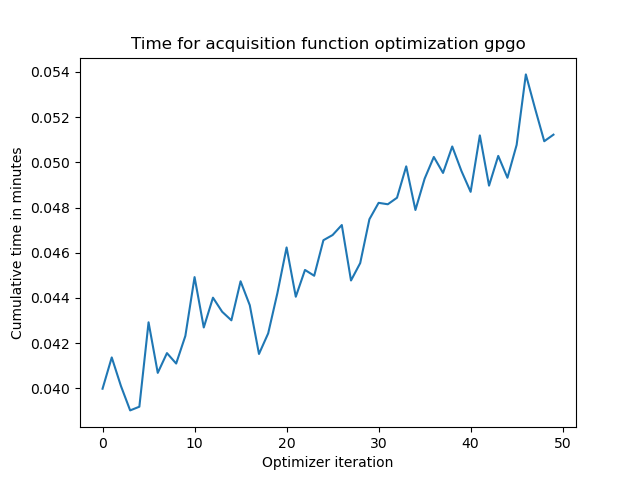 Time for acquisition function optimization gpgo
Cumulative time in minutes
0.054
0.052
0.050
0.048
0.046
0.044
0.042
0.040
0 10 20 30 40 50
Optimizer iteration